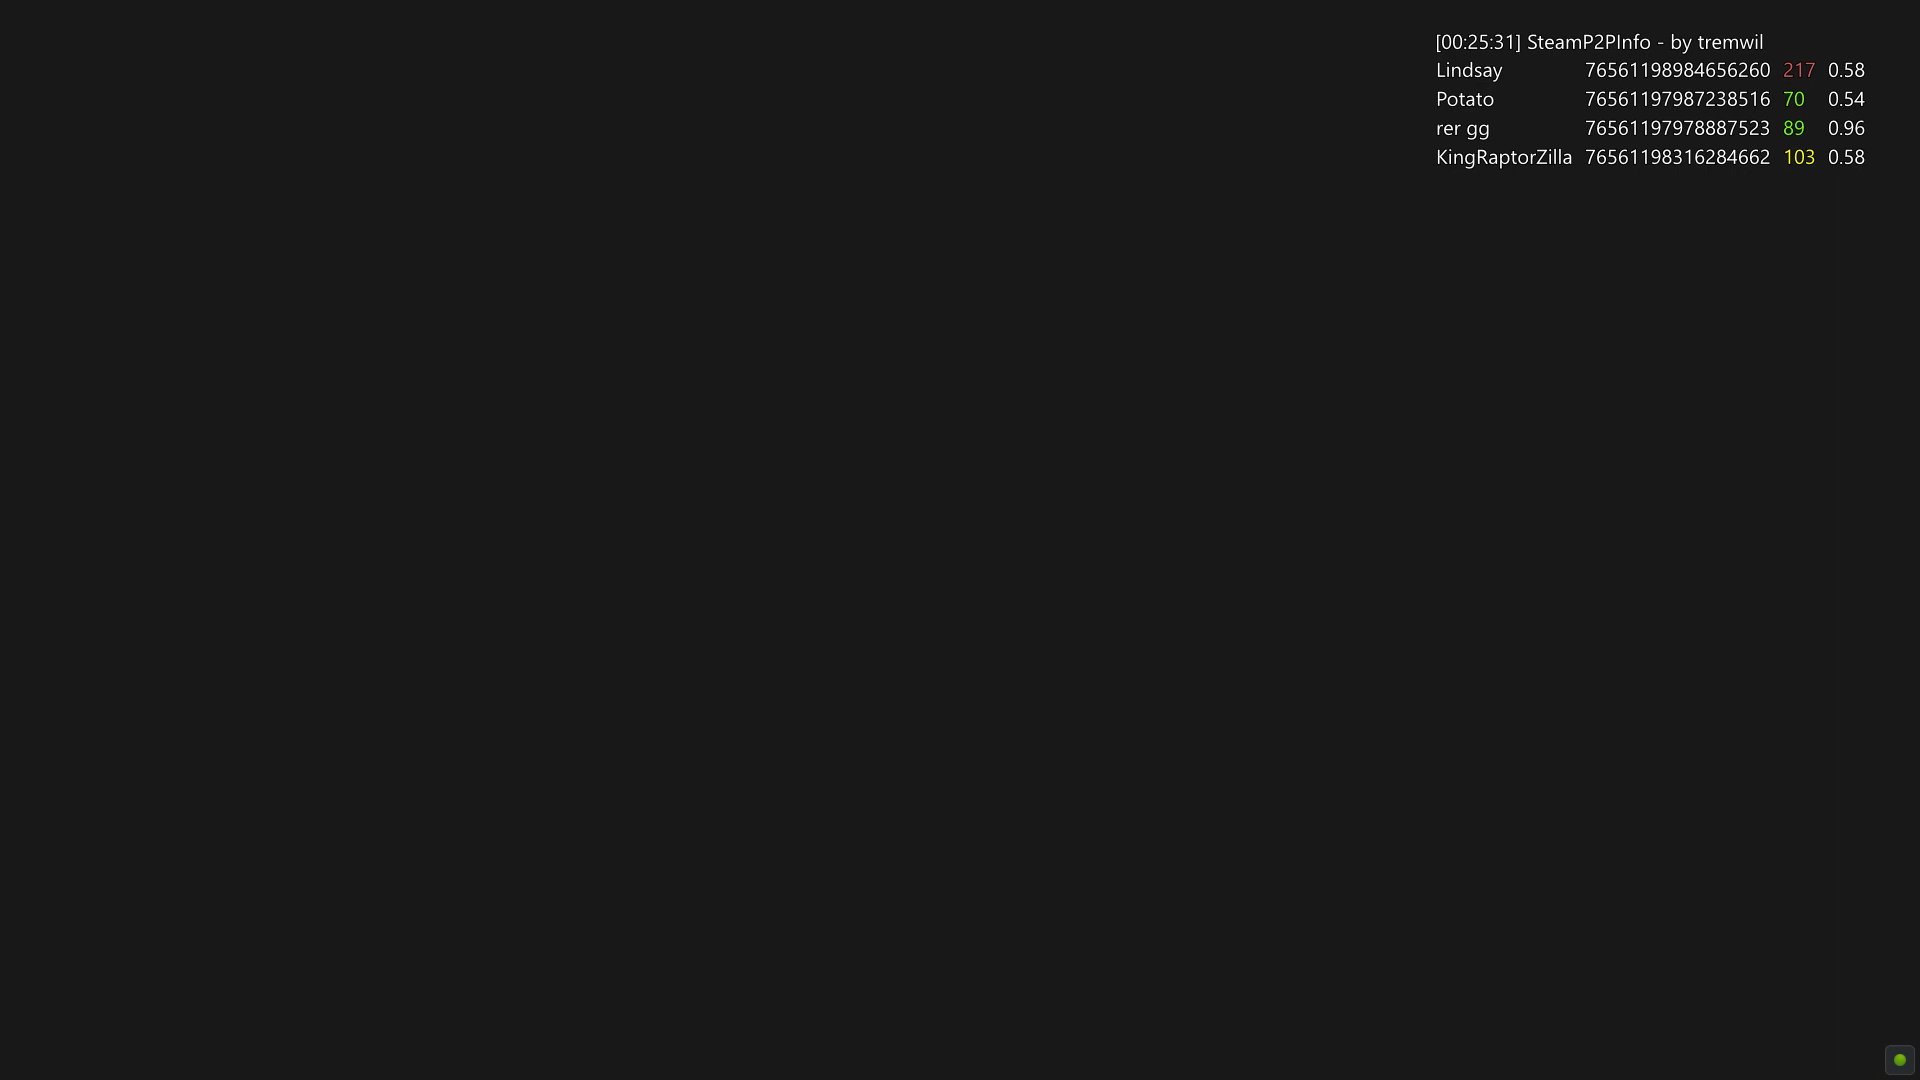 [00:25:31] SteamP2PInfo - by tremwil
Lindsay 76561198984656260 217 0.58
Potato 76561197987238516 70 0.54
rer gg 76561197978887523 89 0.96
KingRaptorZilla 76561198316284662 103 0.58